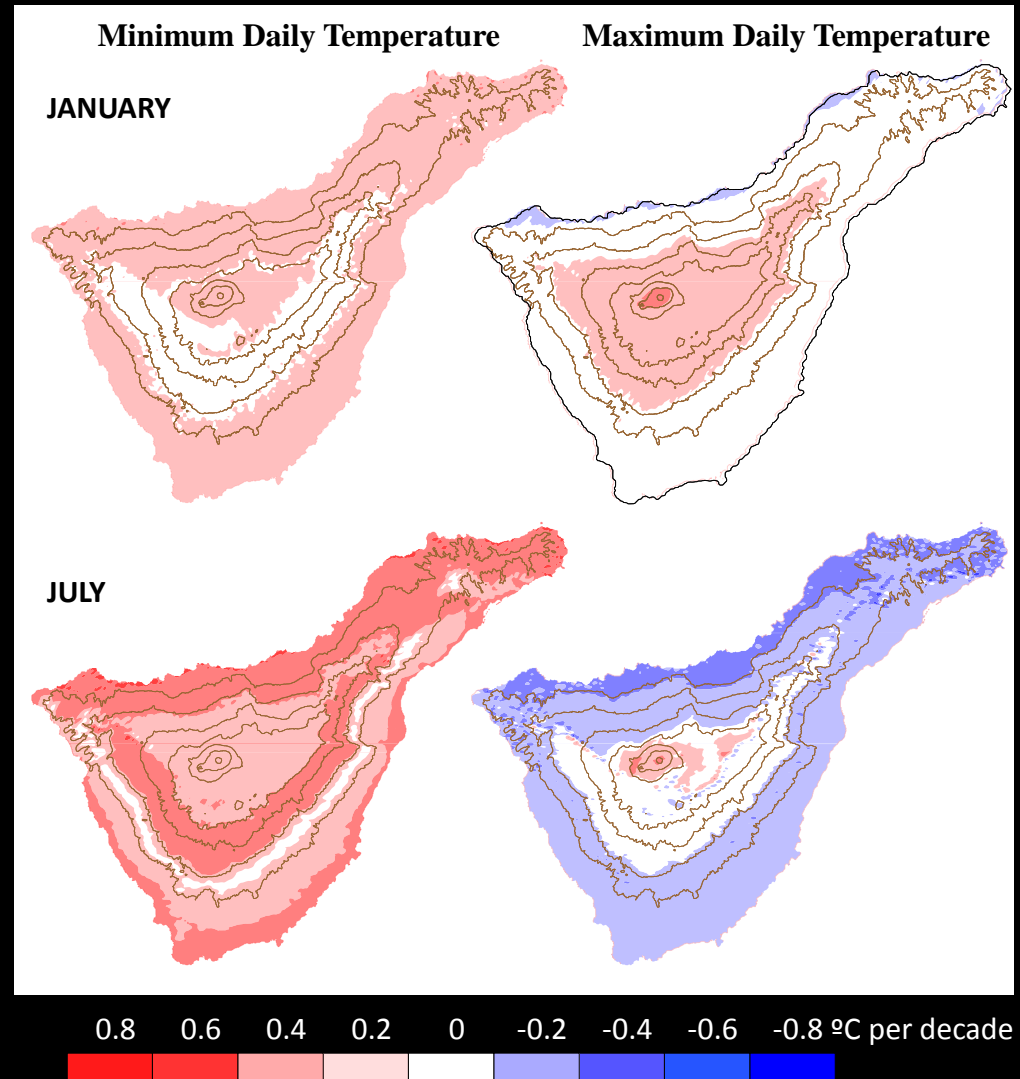 Minimum Daily Temperature Maximum Daily Temperature
JANUARY
JULY
0.8 0.6 0.4 0.2 0 -0.2 -0.4 -0.6 -0.8 ºC per decade